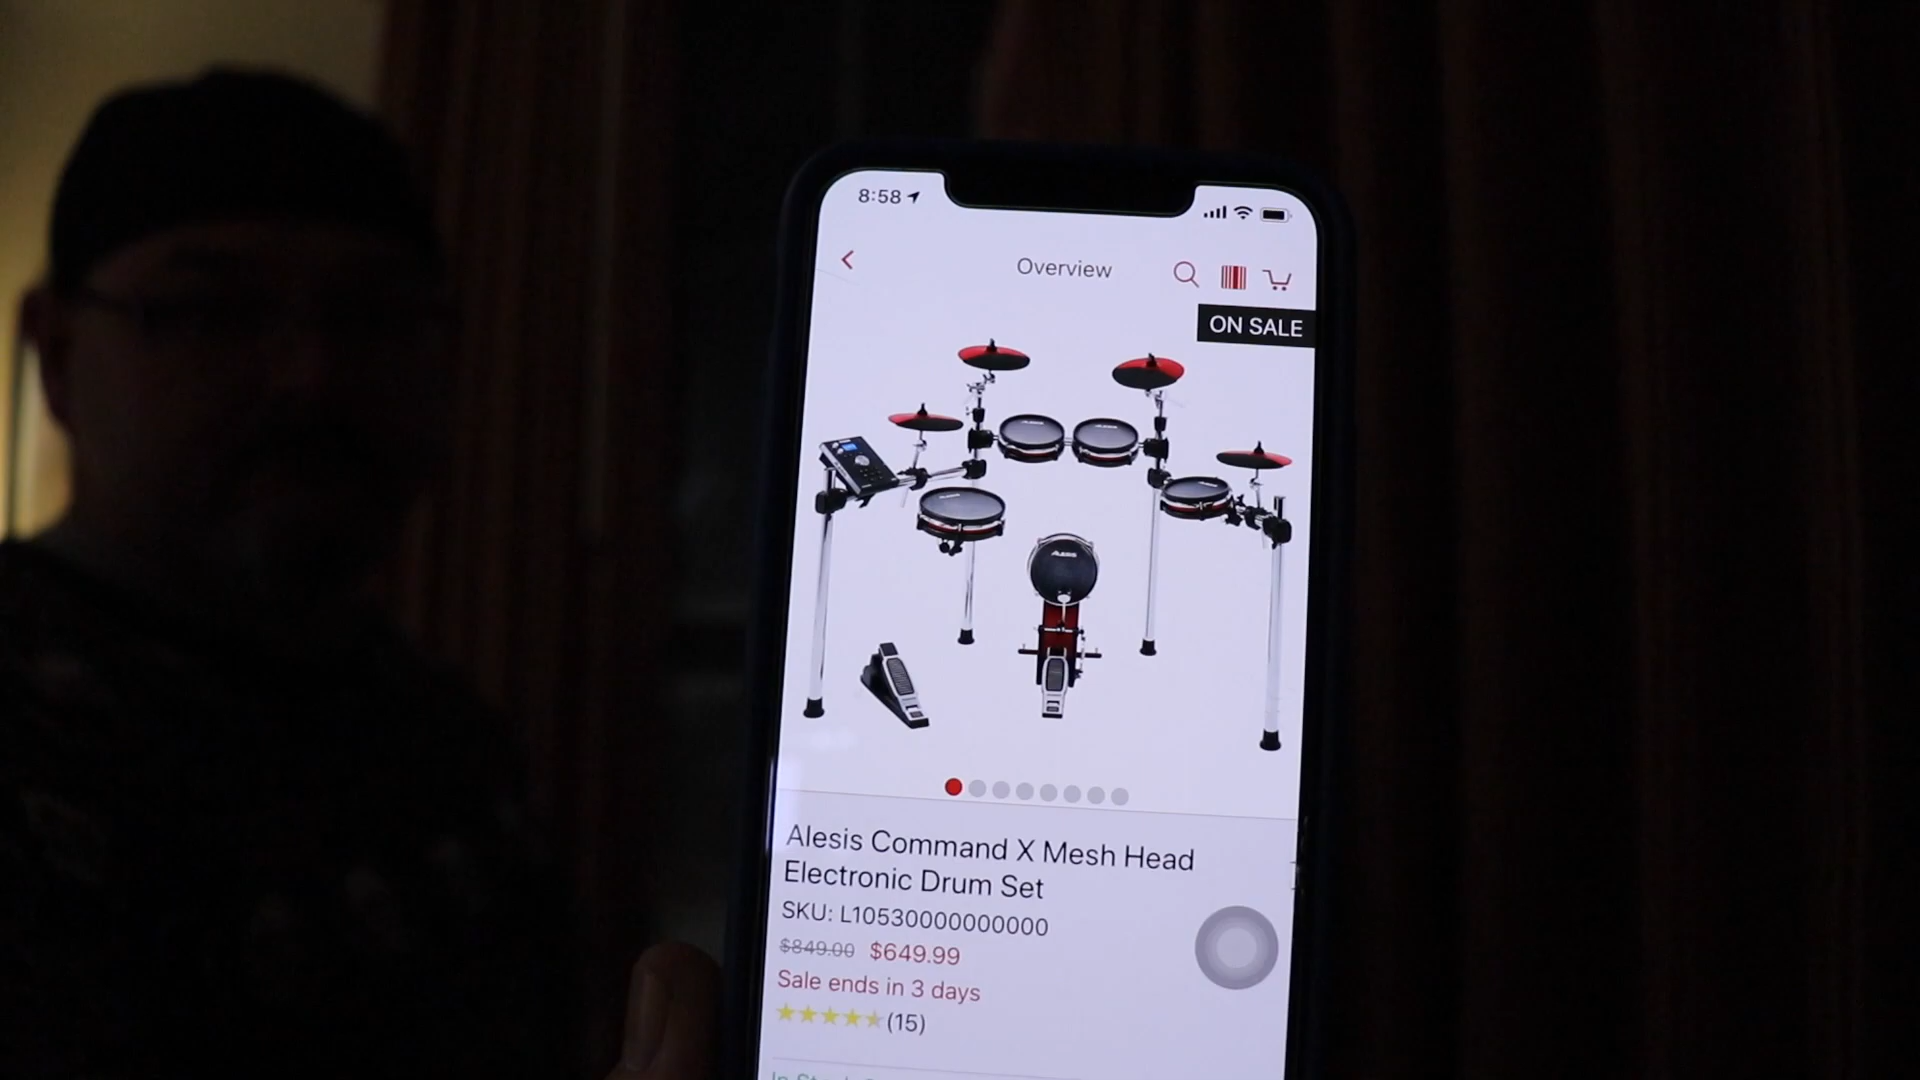 8:58
Overview
ON SALE
ALESIS
Alesis Command X Mesh Head
Electronic Drum Set
SKU: L10530000000000
$849.00 $649.99
Sale ends in 3 days
(15)